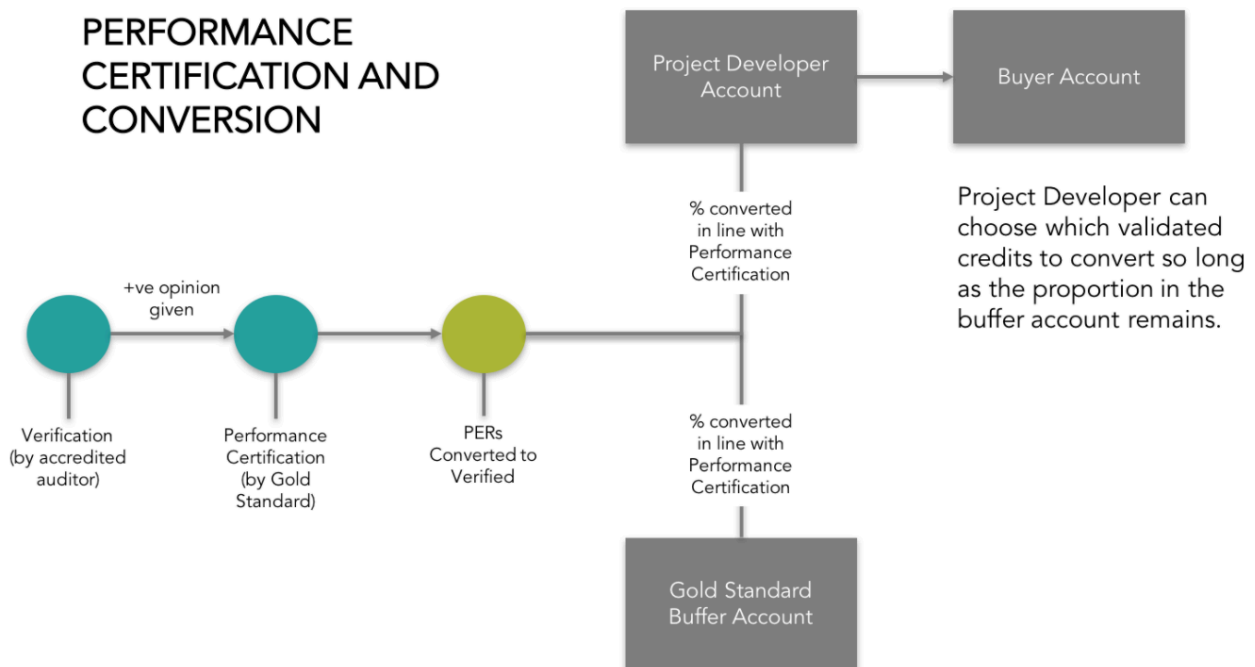 PERFORMANCE
CERTIFICATION AND
CONVERSION
Project Developer
Account
Buyer Account
% converted
in line with
Performance
Certification
Project Developer can
choose which validated
credits to convert so long
as the proportion in the
buffer account remains.
+ve opinion
given
Verification
(by accredited
auditor)
Performance
Certification
(by Gold
Standard)
PERs
Converted to
Verified
% converted
in line with
Performance
Certification
Gold Standard
Buffer Account